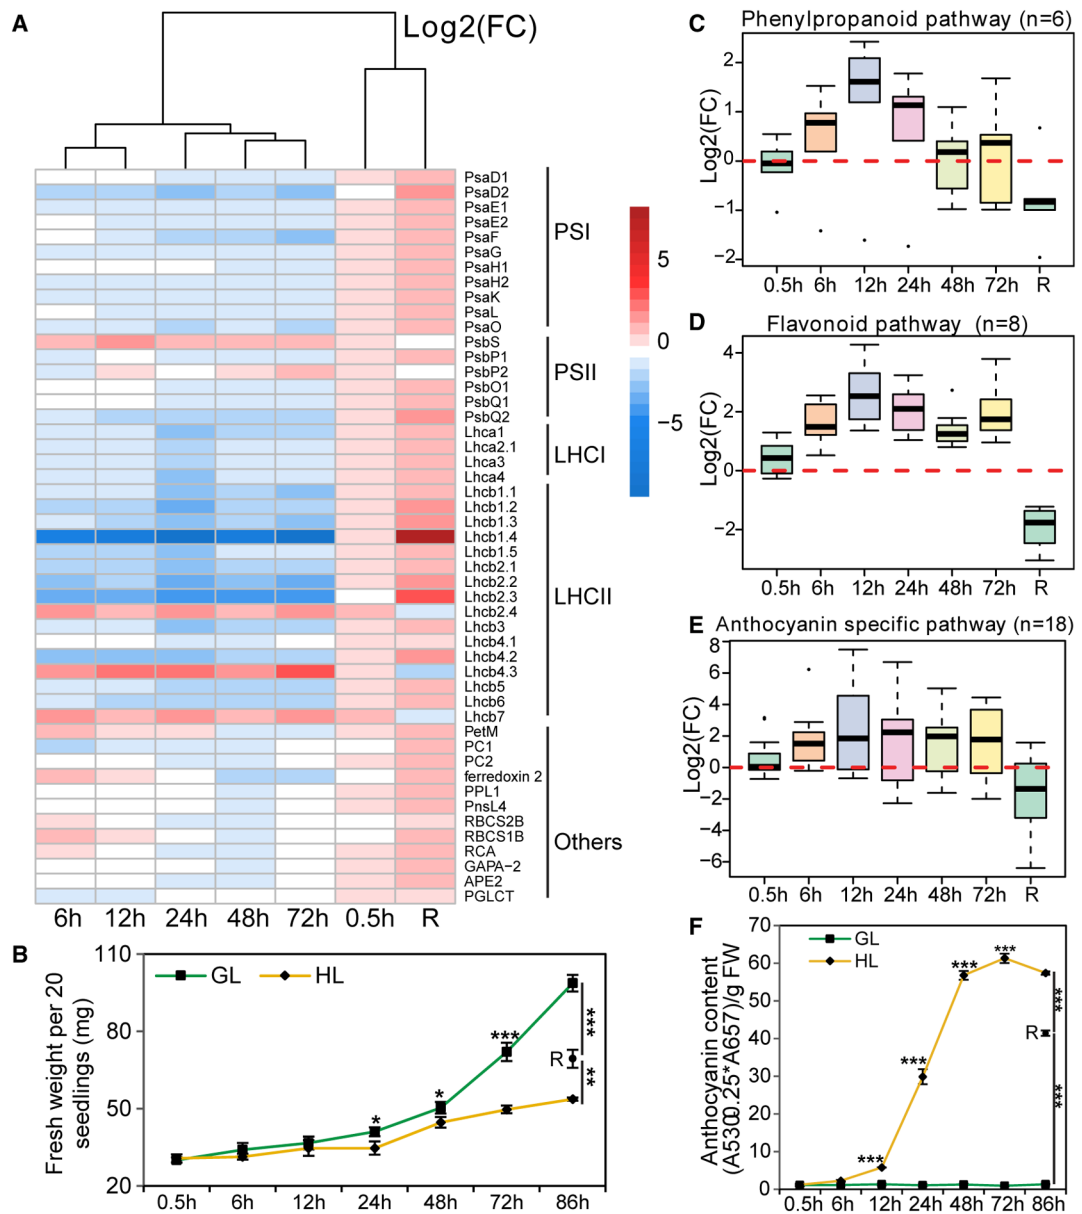 A
Log2(FC)
PsaD1
PsaD2
PsaE1
PsaE2
PsaF
PsaG
PsaH1
PsaH2
PsaK
PsaL
PsaO
PSI
PsbS
PsbP1
PsbP2
PsbO1
PsbQ1
PsbQ2
PSII
Lhca1
Lhca2.1
Lhca3
Lhca4
LHCI
Lhcb1.1
Lhcb1.2
Lhcb1.3
Lhcb1.4
Lhcb1.5
Lhcb2.1
Lhcb2.2
Lhcb2.3
Lhcb2.4
Lhcb3
Lhcb4.1
Lhcb4.2
Lhcb4.3
Lhcb5
Lhcb6
Lhcb7
LHCII
PetM
PC1
PC2
ferredoxin 2
PPL1
PnsL4
RBCS2B
RBCS1B
RCA
GAPA−2
APE2
PGLCT
Others
5
0
−5
6h 12h 24h 48h 72h 0.5h R
B
Fresh weight per 20
seedlings (mg)
110
80
50
20
GL HL
*
*
***
***
R
**
0.5h 6h 12h 24h 48h 72h 86h
C
Phenylpropanoid pathway (n=6)
Log2(FC)
2
1
0
−1
−2
0.5h 6h 12h 24h 48h 72h R
D
Flavonoid pathway (n=8)
Log2(FC)
4
2
0
−2
0.5h 6h 12h 24h 48h 72h R
E
Anthocyanin specific pathway (n=18)
Log2(FC)
8
6
4
2
0
−2
−4
−6
0.5h 6h 12h 24h 48h 72h R
F
Anthocyanin content
(A5300.25*A657)/g FW
70
60
50
40
30
20
10
0
GL
HL
***
***
***
***
***
R
***
0.5h 6h 12h 24h 48h 72h 86h